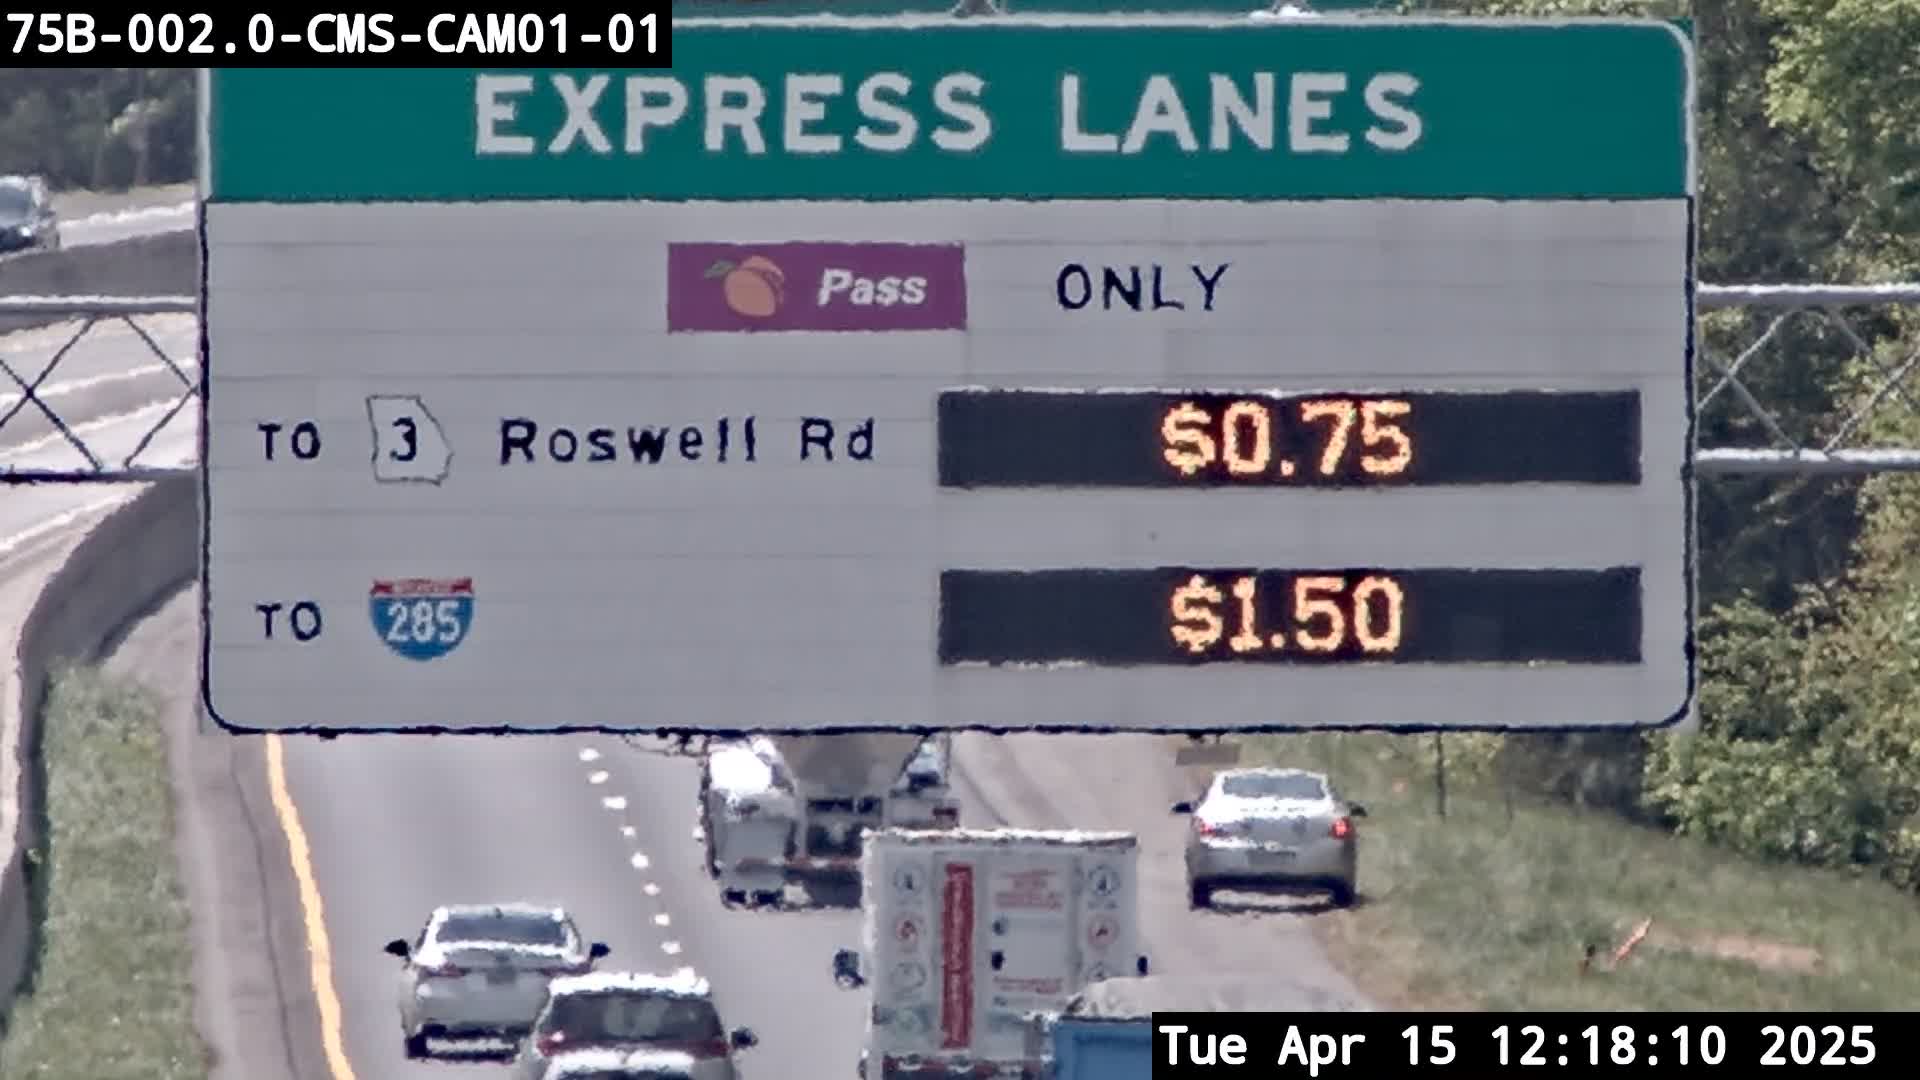 75B-002.0-CMS-CAM01-01
EXPRESS LANES
Pass ONLY
TO 3 Roswell Rd $0.75
TO 285 $1.50
Tue Apr 15 12:18:10 2025